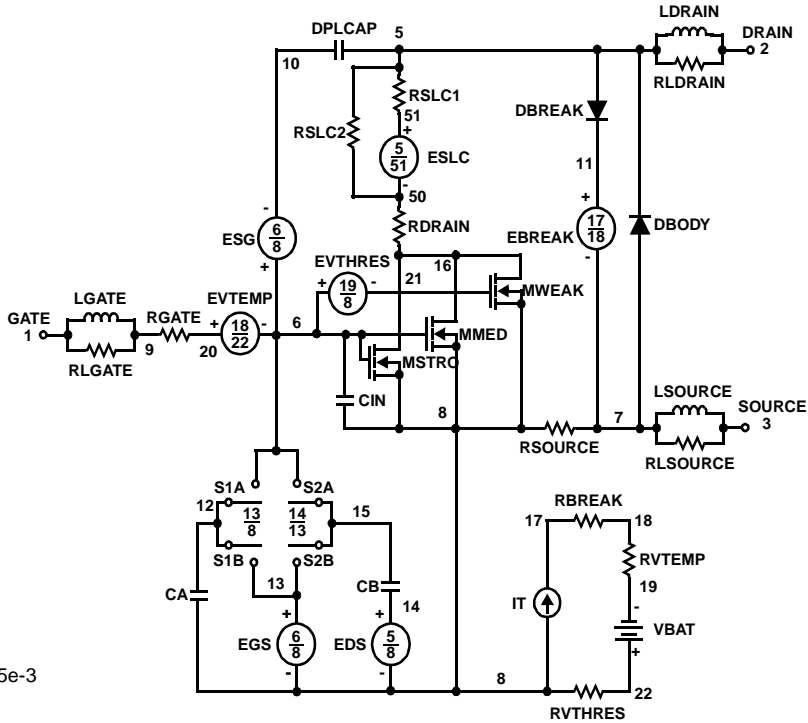 LDRAIN
DPLCAP 5 DRAIN
10 2
RLDRAIN
RSLC1
51
DBREAK
RSLC2
+
5
51
ESLC
11
-
50
+
-
17
18
DBODY
RDRAIN
EBREAK
ESG 6
8
-
EVTHRES 16
+
21
+ 19
8
- MWEAK
LGATE
EVTEMP
GATE
1
RGATE
+ 18
22
- 6
MMED
9 20
MSTRO
RLGATE
LSOURCE
CIN
8 7 SOURCE
3
RSOURCE
RLSOURCE
S1A S2A
12 13
8
14
13
15
RBREAK
17 18
S1B S2B
RVTEMP
13
CB
CA 19
IT
14
-
+ +
VBAT
EGS 6
8
EDS 5
8
+
- -
8
22
RVTHRES
5e-3